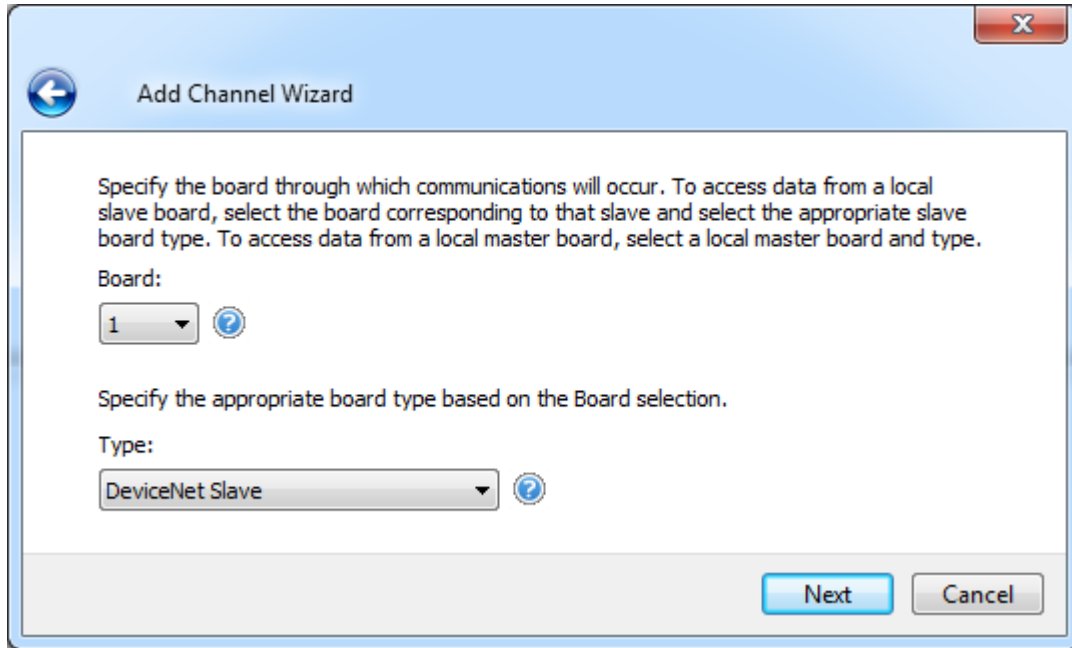 Add Channel Wizard
Specify the board through which communications will occur. To access data from a local
slave board, select the board corresponding to that slave and select the appropriate slave
board type. To access data from a local master board, select a local master board and type.
Board:
1
Specify the appropriate board type based on the Board selection.
Type:
DeviceNet Slave
Next Cancel